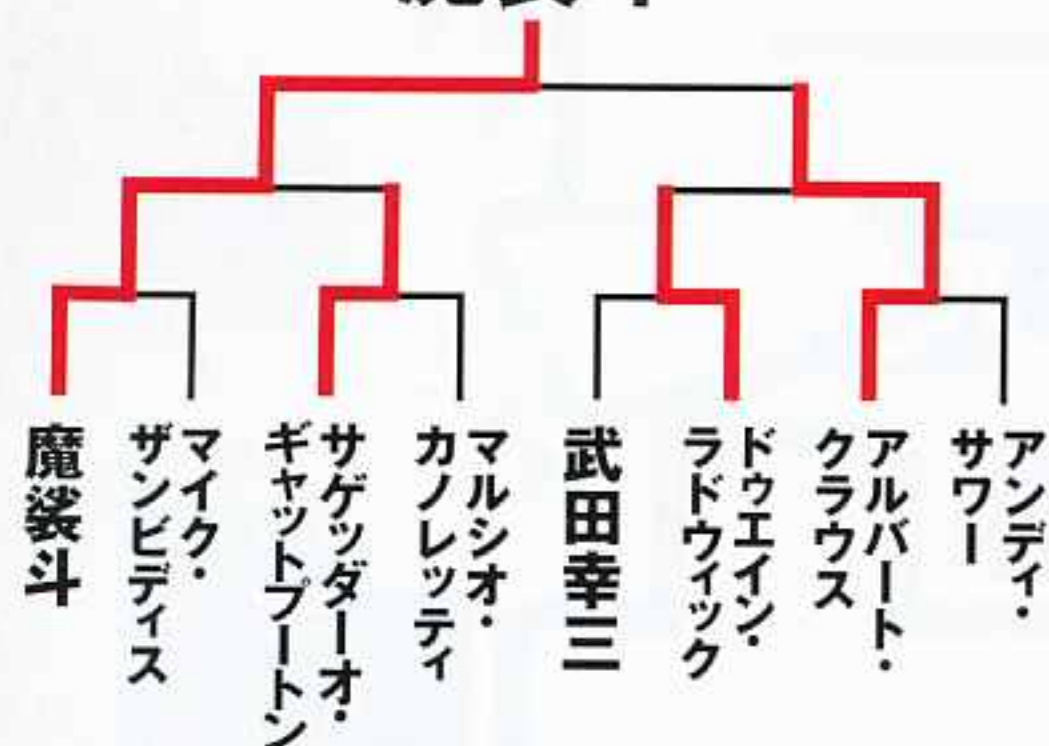 魔裟斗
マイク・
ザンビディス
サゲッダーオ・
ギャットプートン
マルシオ・
カノレッティ
武田幸三
ドゥエイン・
ラドウィック
アルバート・
クラウス
アンディ・
サワー